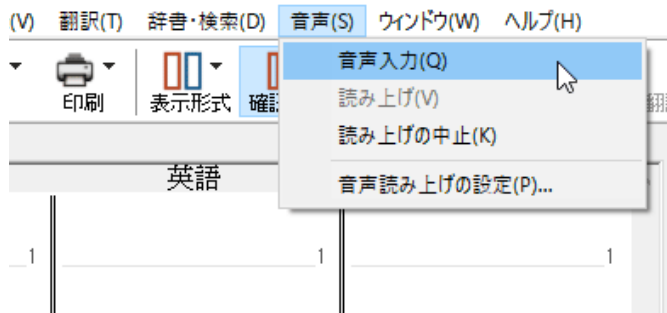 (V) 翻訳(T) 辞書・検索(D) 音声(S) ウィンドウ(W) ヘルプ(H)
音声入力(Q)
印刷 表示形式
読み上げ(V)
読み上げの中止(K)
英語
音声読み上げの設定(P)...
1 1 1